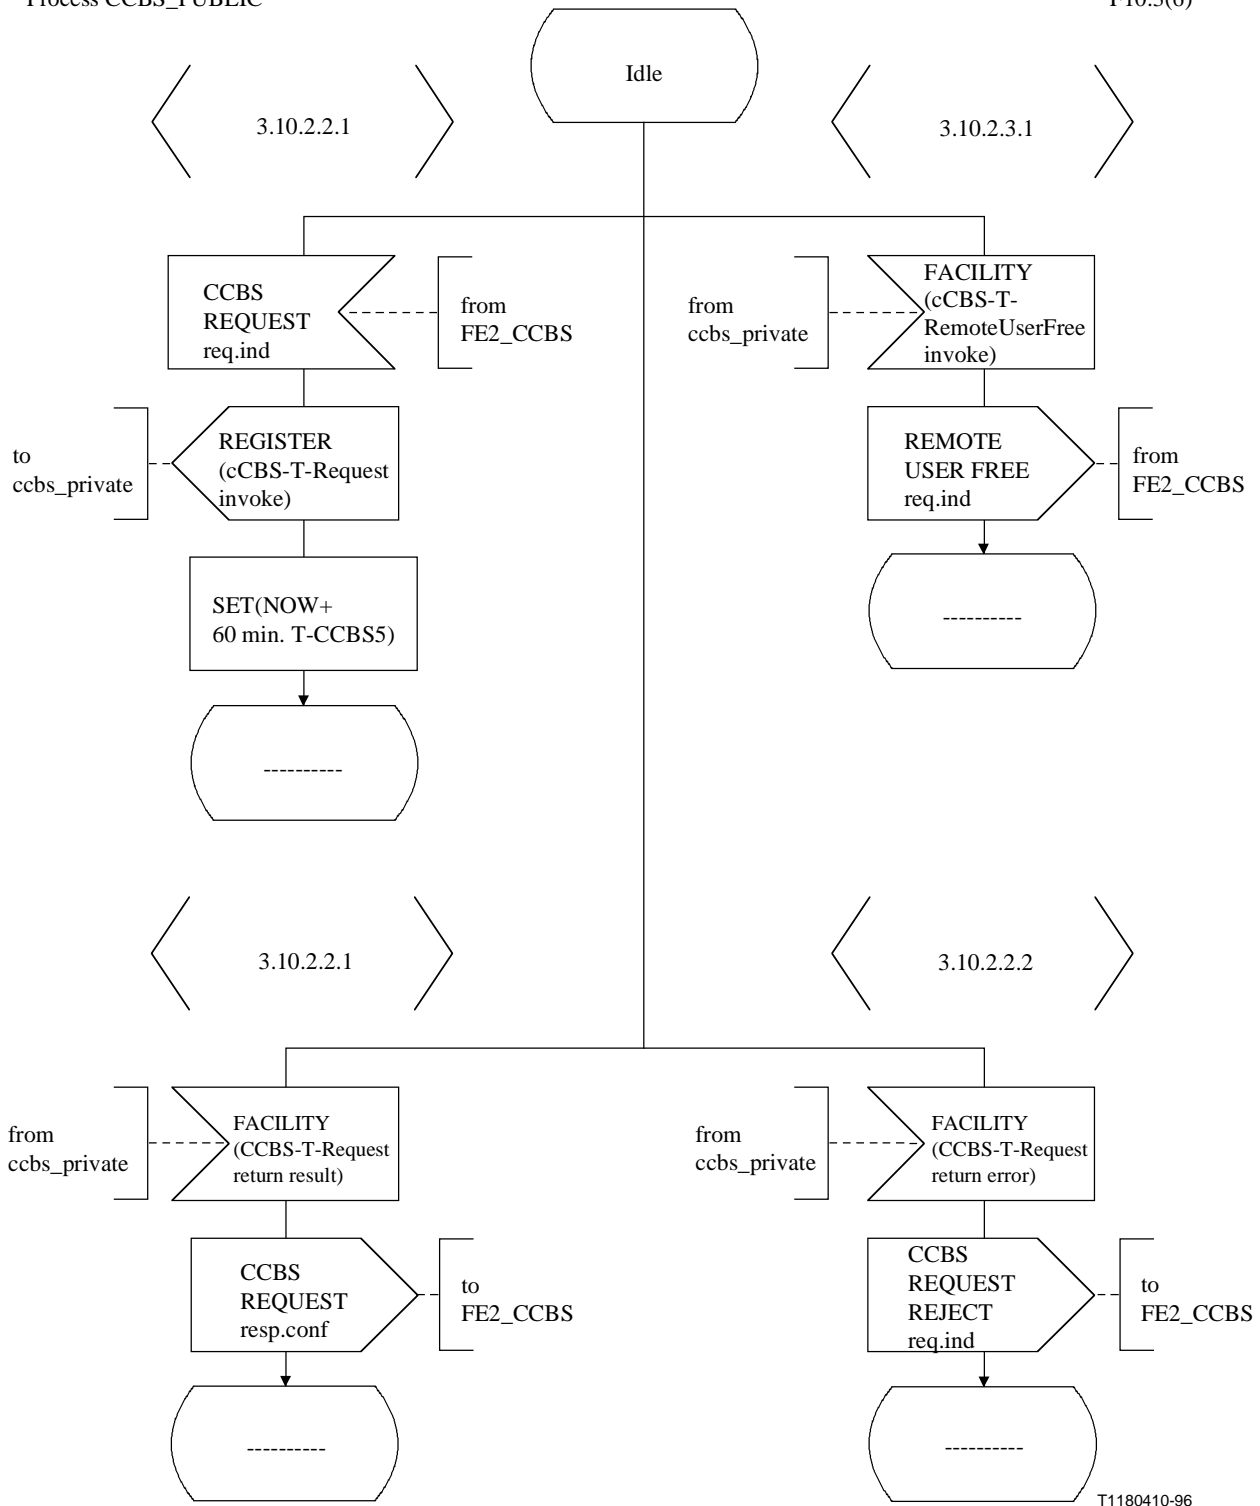 Process CCBS_PUBLIC
P10.3(6)
Idle
3.10.2.2.1
3.10.2.3.1
CCBS
REQUEST
req.ind
from
FE2_CCBS
from
ccbs_private
FACILITY
(cCBS-T-
RemoteUserFree
invoke)
to
ccbs_private
REGISTER
(cCBS-T-Request
invoke)
REMOTE
USER FREE
req.ind
from
FE2_CCBS
SET(NOW+
60 min. T-CCBS5)
----------
----------
3.10.2.2.1
3.10.2.2.2
from
ccbs_private
FACILITY
(CCBS-T-Request
return result)
from
ccbs_private
FACILITY
(CCBS-T-Request
return error)
CCBS
REQUEST
resp.conf
to
FE2_CCBS
CCBS
REQUEST
REJECT
req.ind
to
FE2_CCBS
----------
----------
T1180410-96